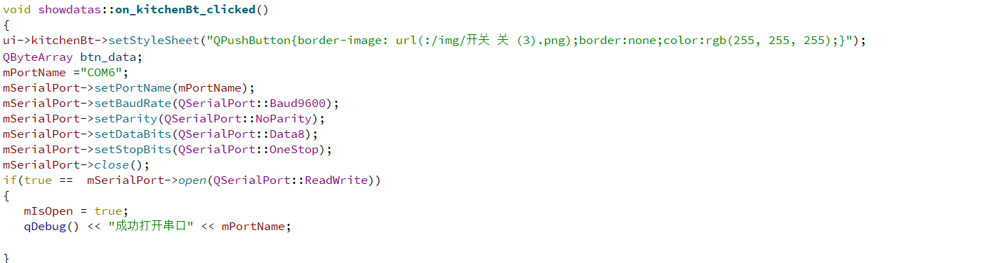 void showdatas::on_kitchenBt_clicked()
{
ui->kitchenBt->setStyleSheet("QPushButton{border-image: url(:/img/开关 关 (3).png);border:none;color:rgb(255, 255, 255);}");
QByteArray btn_data;
mPortName ="COM6";
mSerialPort->setPortName(mPortName);
mSerialPort->setBaudRate(QSerialPort::Baud9600);
mSerialPort->setParity(QSerialPort::NoParity);
mSerialPort->setDataBits(QSerialPort::Data8);
mSerialPort->setStopBits(QSerialPort::OneStop);
mSerialPort->close();
if(true ==  mSerialPort->open(QSerialPort::ReadWrite))
{
   mIsOpen = true;
   qDebug() << "成功打开串口" << mPortName;
}